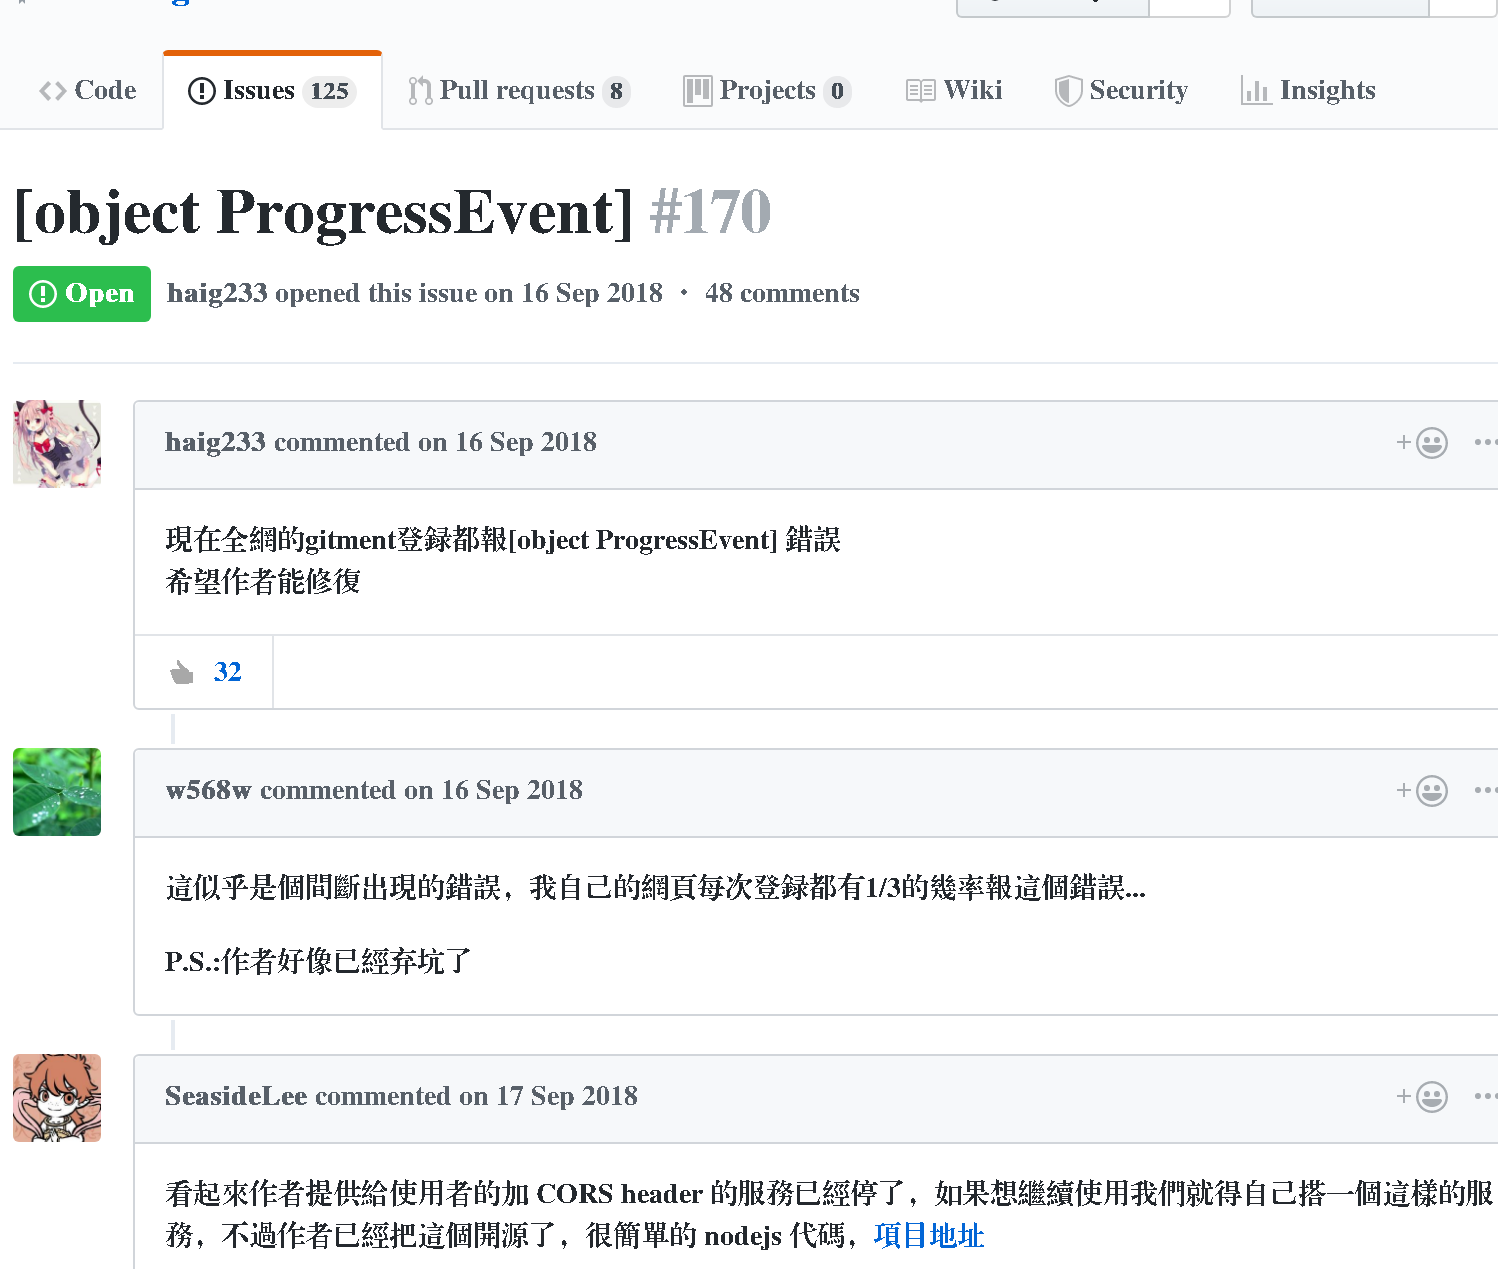 Code Issues 125 Pull requests 8 Projects 0 Wiki Security Insights
[object ProgressEvent] #170
Open haig233 opened this issue on 16 Sep 2018 · 48 comments
haig233 commented on 16 Sep 2018
現在全網的gitment登録都報[object ProgressEvent] 錯誤
希望作者能修復
32
w568w commented on 16 Sep 2018
這似乎是個間斷出現的錯誤，我自己的網頁每次登録都有1/3的幾率報這個錯誤...
P.S.:作者好像已經弃坑了
SeasideLee commented on 17 Sep 2018
看起來作者提供給使用者的加 CORS header 的服務已經停了，如果想繼續使用我們就得自己搭一個這樣的服
務，不過作者已經把這個開源了，很簡單的 nodejs 代碼，項目地址